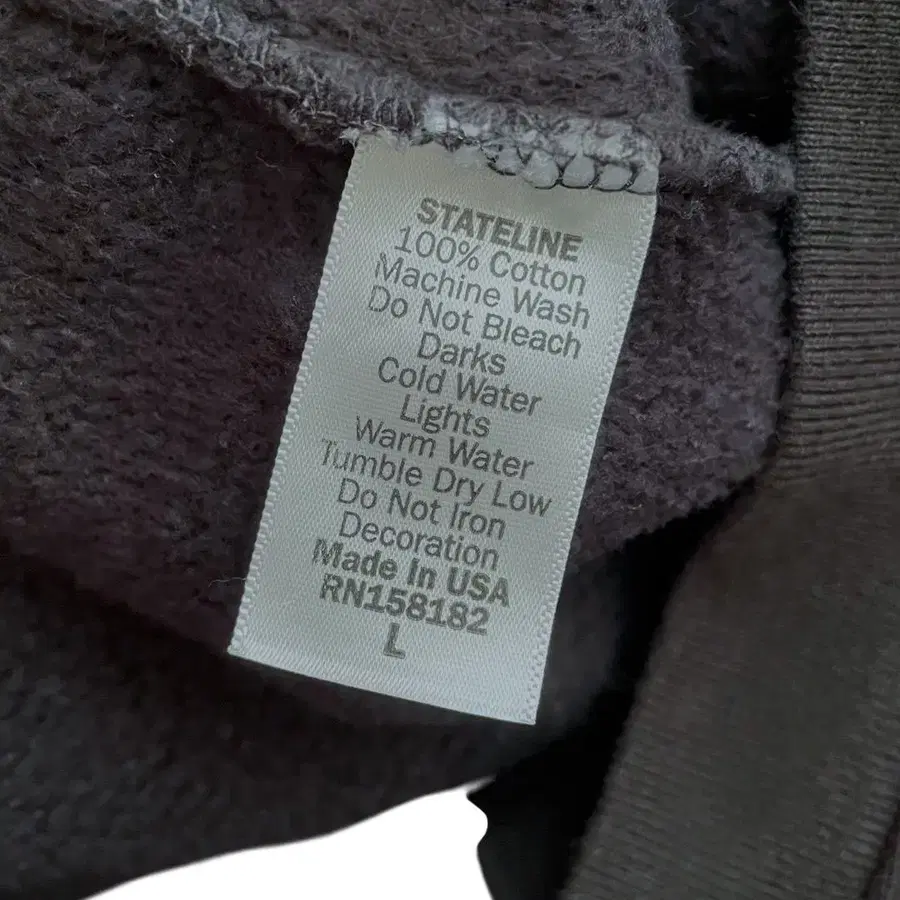 STATELINE
100% Cotton
Machine Wash
Do Not Bleach
Darks
Cold Water
Lights
Warm Water
Tumble Dry Low
Do Not Iron
Decoration
Made In USA
RN158182
L